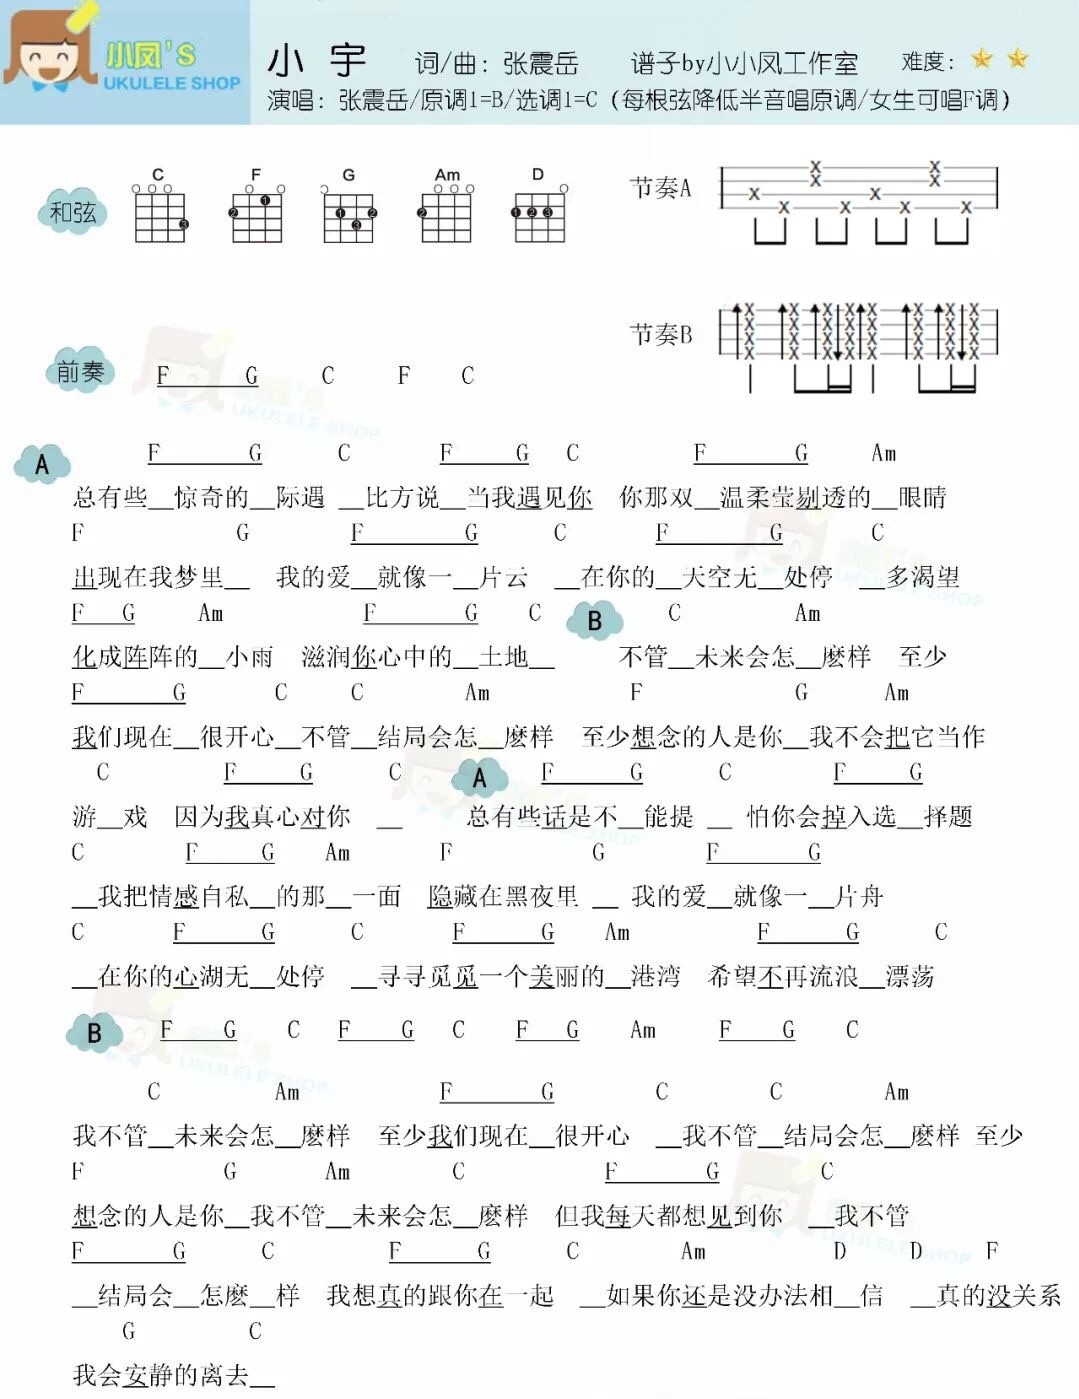 小凤'S
UKULELE SHOP
小 宇 词/曲：张震岳 谱子by小小凤工作室 难度：
演唱：张震岳/原调1=B/选调1=C（每根弦降低半音唱原调/女生可唱F调）
和弦 C F G Am D 节奏A
节奏B
前奏 F G C F C
A F G C F G C F G Am
总有些__惊奇的__际遇 __比方说__当我遇见你 你那双__温柔莹剔透的__眼睛
F G F G C F G C
出现在我梦里__ 我的爱__就像一__片云 __在你的__天空无__处停 __多渴望
F G Am F G C B C Am
化成阵阵的__小雨 滋润你心中的__土地__ 不管__未来会怎__麽样 至少
F G C C Am F G Am
我们现在__很开心__不管__结局会怎__麽样 至少想念的人是你__我不会把它当作
C F G C A F G C F G
游__戏 因为我真心对你 __ 总有些话是不__能提 __ 怕你会掉入选__择题
C F G Am F G F G
__我把情感自私__的那__一面 隐藏在黑夜里 __ 我的爱__就像一__片舟
C F G C F G Am F G C
__在你的心湖无__处停 __寻寻觅觅一个美丽的__港湾 希望不再流浪__漂荡
B F G C F G C F G Am F G C
C Am F G C C Am
我不管__未来会怎__麽样 至少我们现在__很开心 __我不管__结局会怎__麽样 至少
F G Am C F G C
想念的人是你__我不管__未来会怎__麽样 但我每天都想见到你 __我不管
F G C F G C Am D D F
__结局会__怎麽__样 我想真的跟你在一起 __如果你还是没办法相__信 __真的没关系
G C
我会安静的离去__